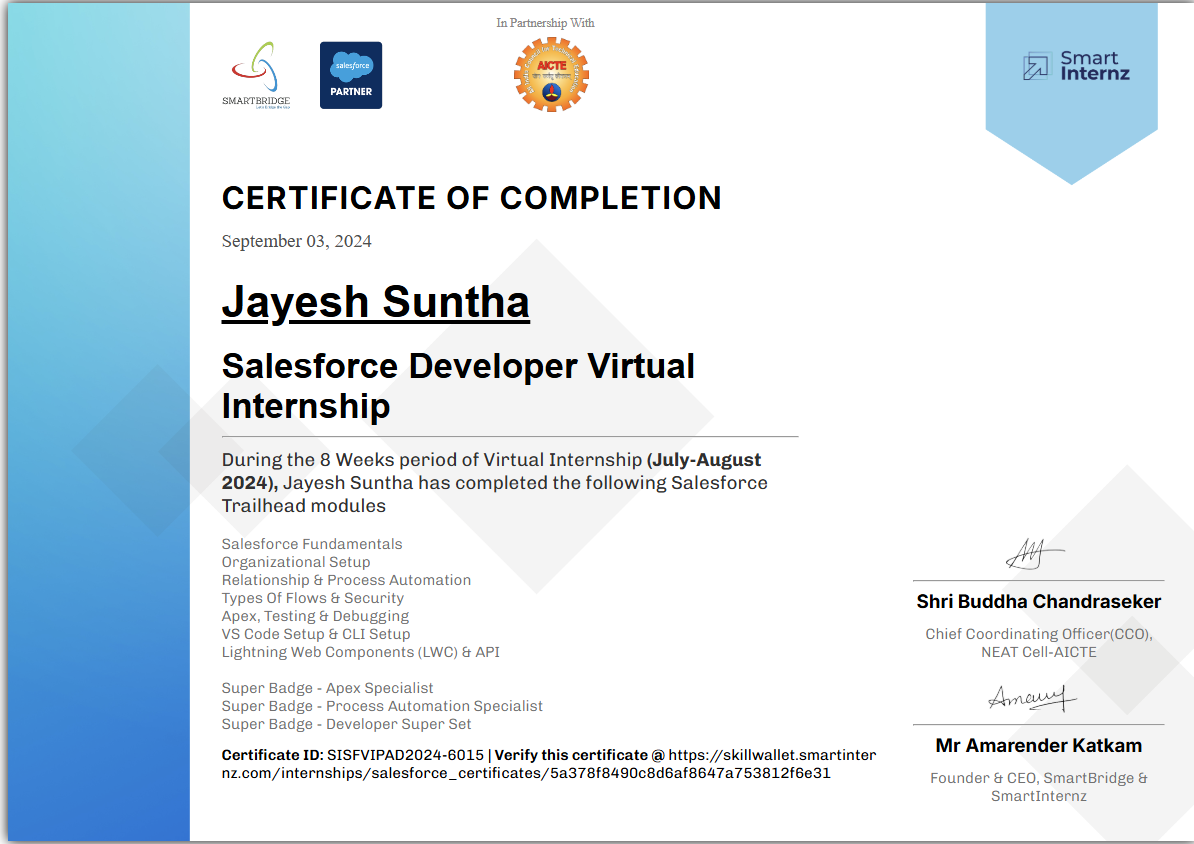 In Partnership With
SMARTBRIDGE
salesforce
PARTNER
AICTE
Smart
Internz
CERTIFICATE OF COMPLETION
September 03, 2024
Jayesh Suntha
Salesforce Developer Virtual
Internship
During the 8 Weeks period of Virtual Internship (July-August
2024), Jayesh Suntha has completed the following Salesforce
Trailhead modules
Salesforce Fundamentals
Organizational Setup
Relationship & Process Automation
Types Of Flows & Security
Apex, Testing & Debugging
VS Code Setup & CLI Setup
Lightning Web Components (LWC) & API
Super Badge - Apex Specialist
Super Badge - Process Automation Specialist
Super Badge - Developer Super Set
Certificate ID: SISFVIPAD2024-6015 | Verify this certificate @ https://skillwallet.smartinter
nz.com/internships/salesforce_certificates/5a378f8490c8d6af8647a753812f6e31
Shri Buddha Chandraseker
Chief Coordinating Officer(CCO),
NEAT Cell-AICTE
Mr Amarender Katkam
Founder & CEO, SmartBridge &
SmartInternz